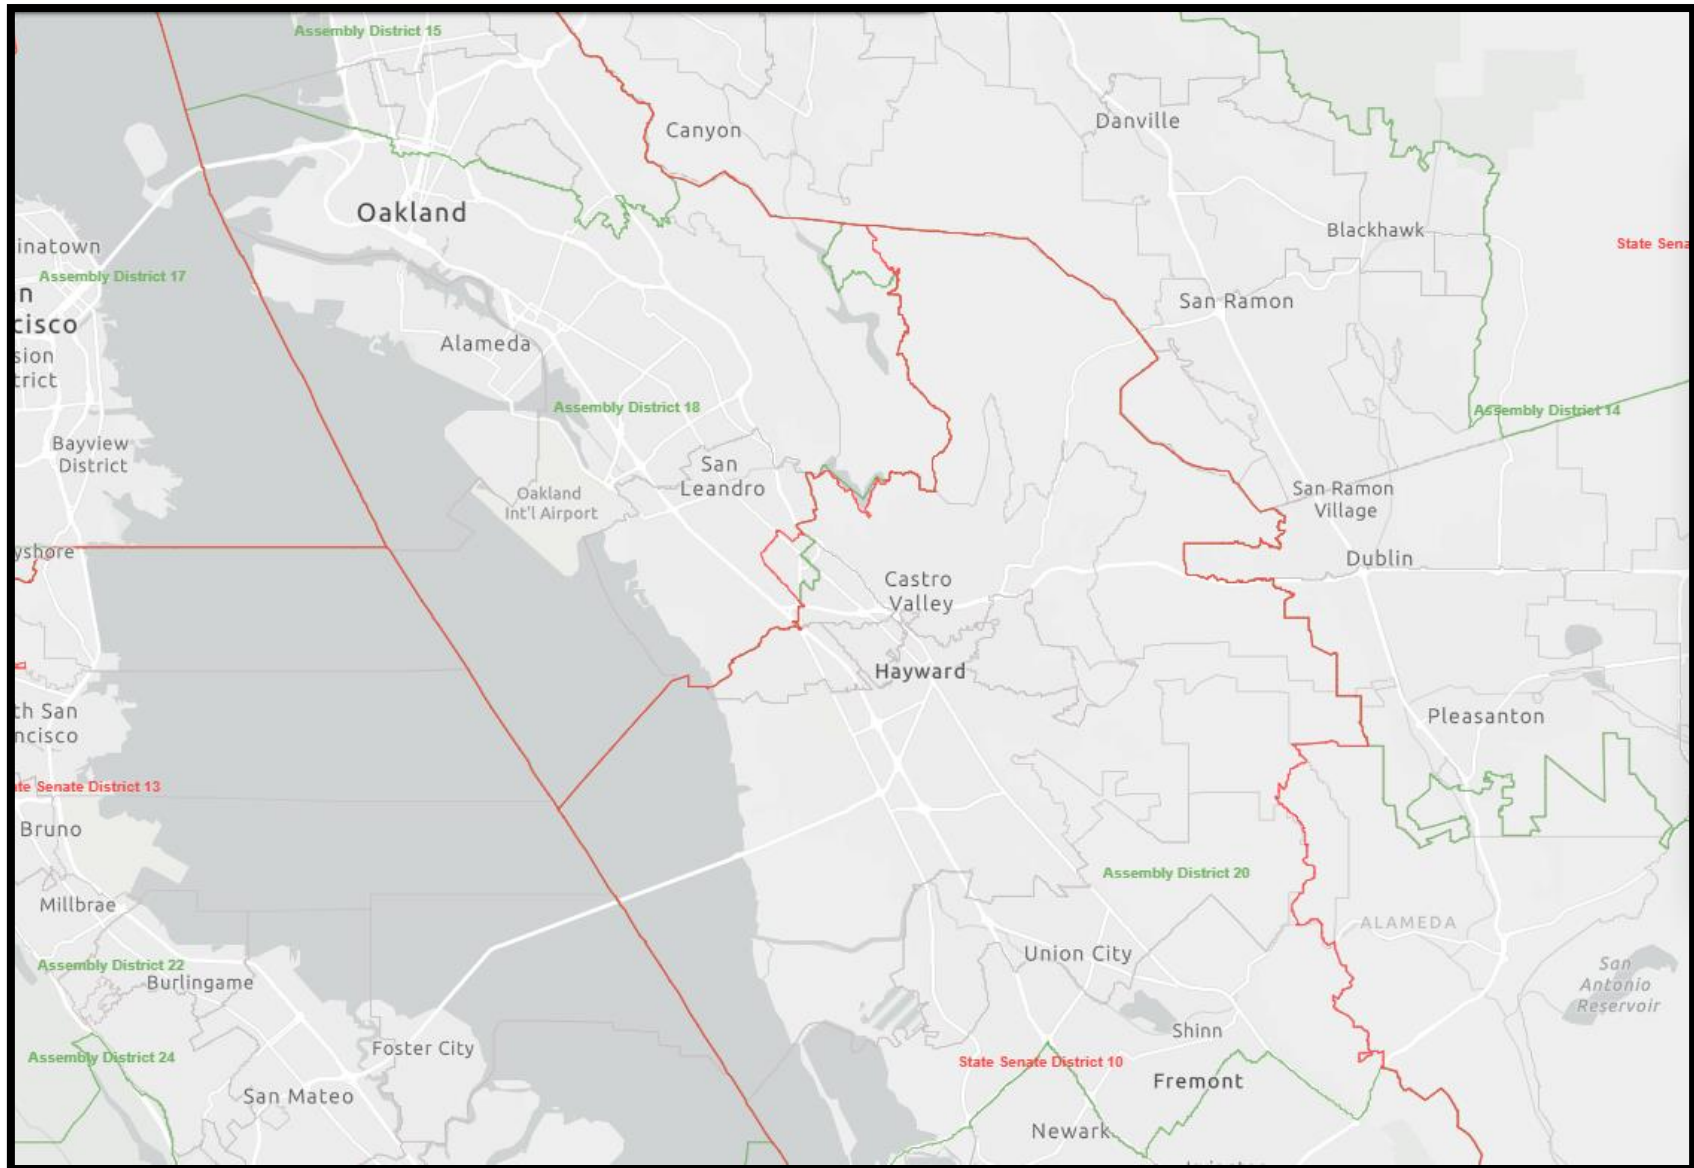 Assembly District 15
Canyon
Danville
Oakland
Blackhawk
inatown
State Sena
Assembly District 17
n
cisco
San Ramon
sion
trict
Alameda
Assembly District 18
Assembly District 14
Bayview
District
San
Leandro
Oakland
Int'l Airport
San Ramon
Village
yshore
Dublin
Castro
Valley
Hayward
th San
ncisco
Pleasanton
te Senate District 13
Bruno
Assembly District 20
Millbrae
ALAMEDA
Union City
Assembly District 22
Burlingame
San
Antonio
Reservoir
Shinn
Foster City
Assembly District 24
State Senate District 10
Fremont
San Mateo
Newark